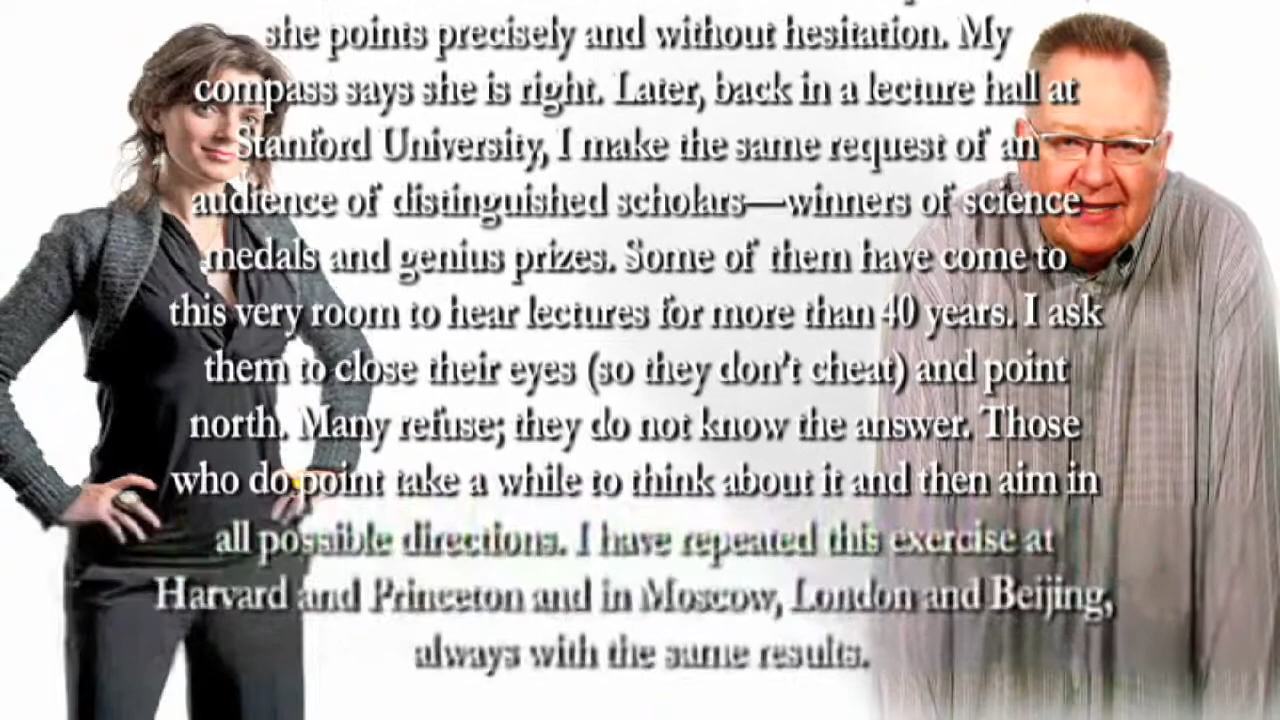 she points precisely and without hesitation. My
compass says she is right. Later, back in a lecture hall at
Stanford University, I make the same request of an
audience of distinguished scholars—winners of science
medals and genius prizes. Some of them have come to
this very room to hear lectures for more than 40 years. I ask
them to close their eyes (so they don't cheat) and point
north. Many refuse; they do not know the answer. Those
who do point take a while to think about it and then aim in
all possible directions. I have repeated this exercise at
Harvard and Princeton and in Moscow, London and Beijing,
always with the same results.